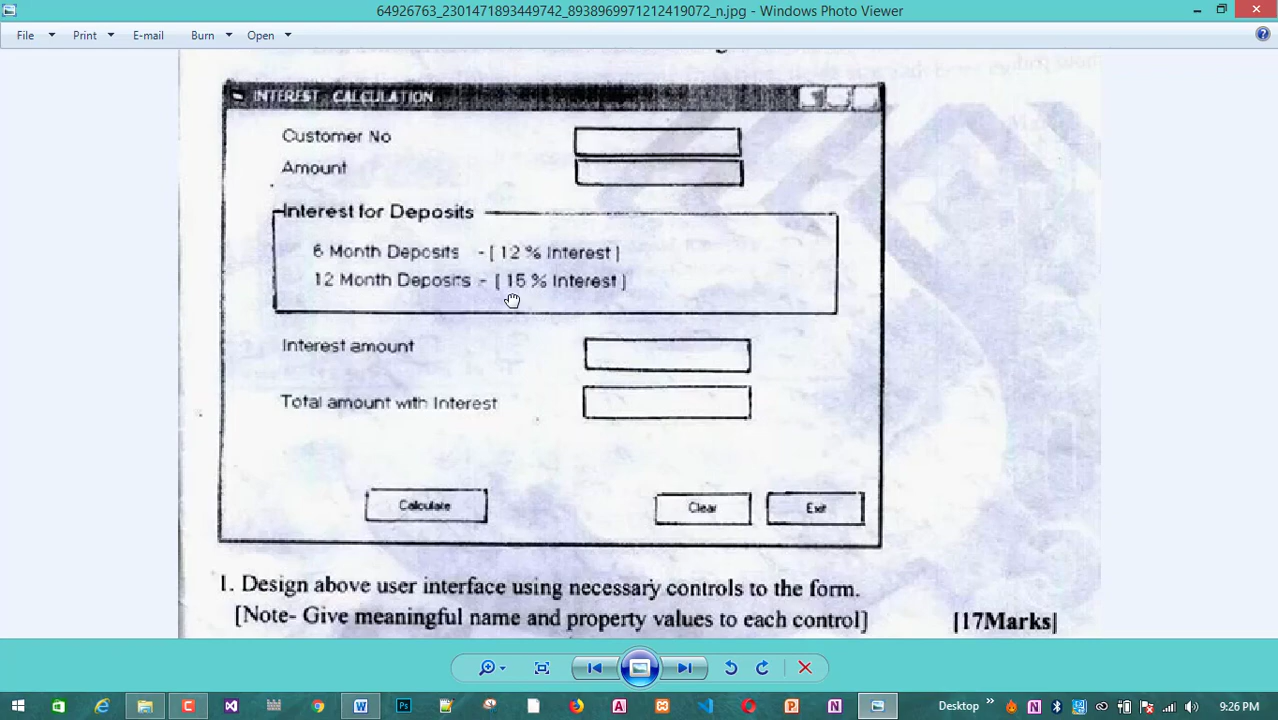 64926763_2301471893449742_8938969971212419072_n.jpg - Windows Photo Viewer
File Print E-mail Burn Open
INTEREST CALCULATION
Customer No
Amount
Interest for Deposits
6 Month Deposits - [ 12 % Interest ]
12 Month Deposits - [ 15 % Interest ]
Interest amount
Total amount with Interest
Calculate Clear Exit
1. Design above user interface using necessary controls to the form.
[Note- Give meaningful name and property values to each control] [17Marks]
Desktop 9:26 PM